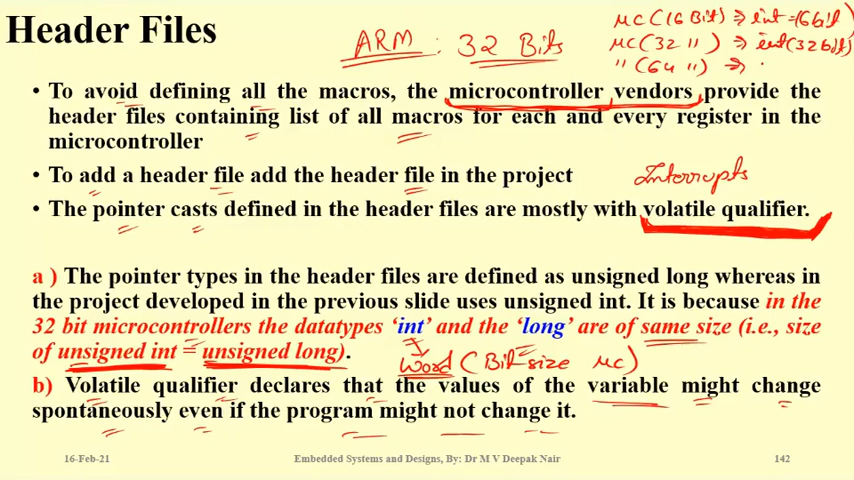 Header Files
ARM : 32 Bits
μc (16 Bit) ⇒ int = 16 bit
μc (32 ") ⇒ int (32 bit)
" (64 ") ⇒
• To avoid defining all the macros, the microcontroller vendors provide the
header files containing list of all macros for each and every register in the
microcontroller
• To add a header file add the header file in the project
Interrupts
• The pointer casts defined in the header files are mostly with volatile qualifier.
a ) The pointer types in the header files are defined as unsigned long whereas in
the project developed in the previous slide uses unsigned int. It is because in the
32 bit microcontrollers the datatypes ‘int’ and the ‘long’ are of same size (i.e., size
of unsigned int = unsigned long).
Word (Bit size μc)
b) Volatile qualifier declares that the values of the variable might change
spontaneously even if the program might not change it.
16-Feb-21
Embedded Systems and Designs, By: Dr M V Deepak Nair
142